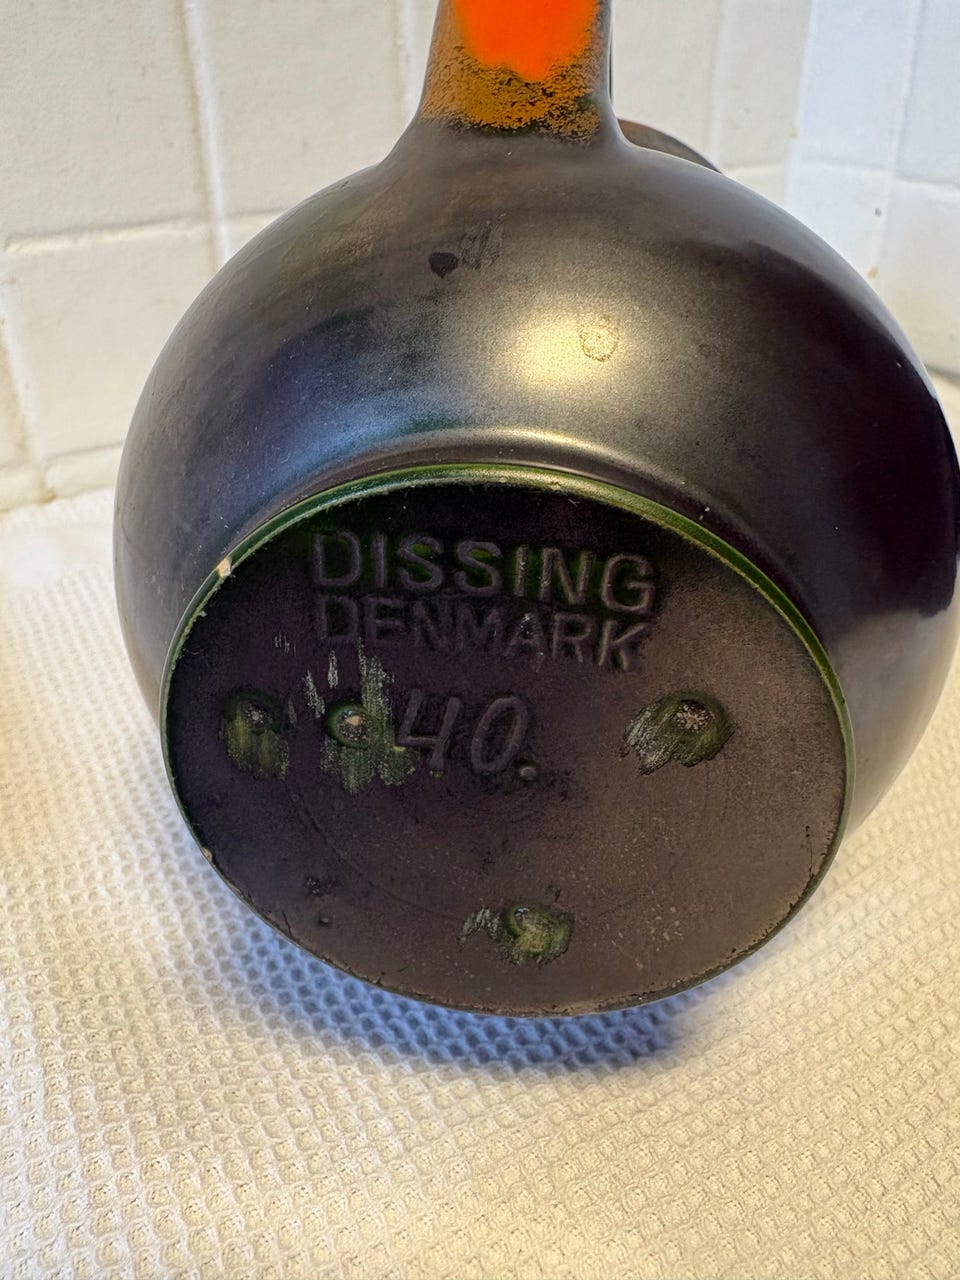 DISSING
DENMARK
40.